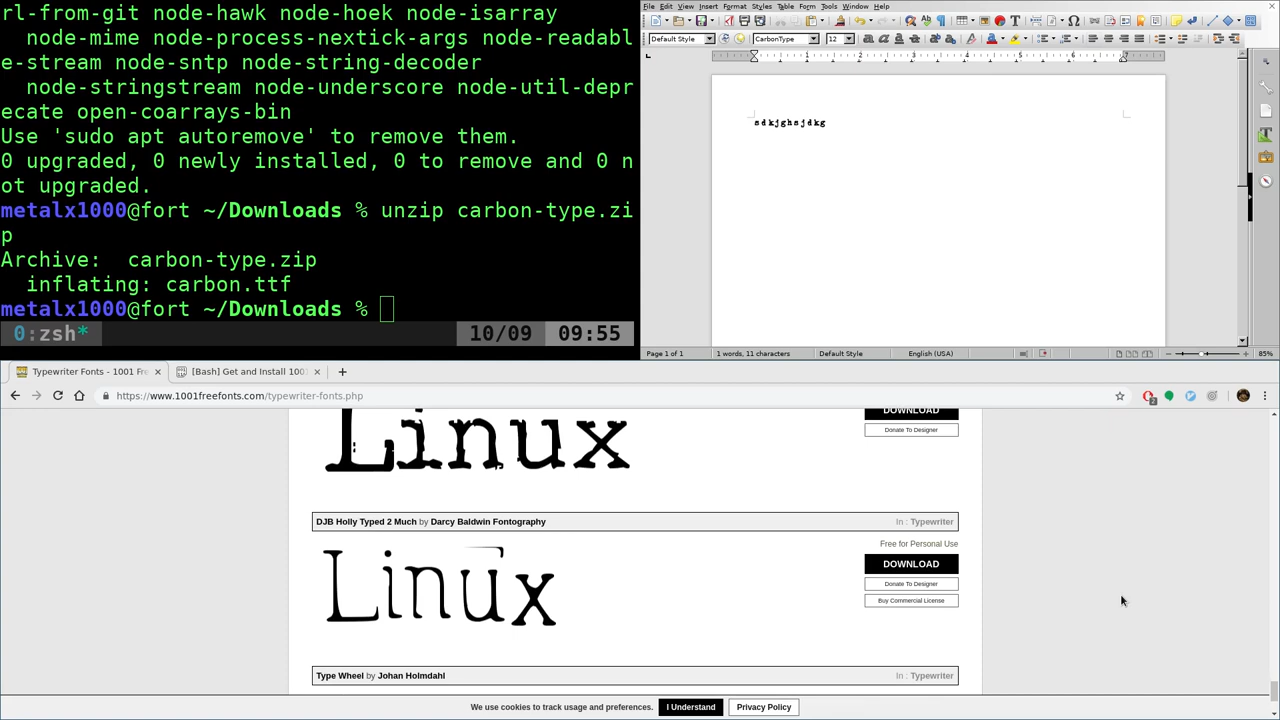 rl-from-git node-hawk node-hoek node-isarray
node-mime node-process-nextick-args node-readabl
e-stream node-sntp node-string-decoder
node-stringstream node-underscore node-util-depr
ecate open-coarrays-bin
Use 'sudo apt autoremove' to remove them.
0 upgraded, 0 newly installed, 0 to remove and 0 n
ot upgraded.
metalx1000@fort ~/Downloads % unzip carbon-type.zi
p
Archive:  carbon-type.zip
inflating: carbon.ttf
metalx1000@fort ~/Downloads %
0:zsh* 10/09 09:55
File Edit View Insert Format Styles Table Form Tools Window Help
Default Style CarbonType 12
1 2 3 4 5 6 7
sdkjghsjdkg
Page 1 of 1 1 words, 11 characters Default Style English (USA) 85%
Typewriter Fonts - 1001 Fr [Bash] Get and Install 100
https://www.1001freefonts.com/typewriter-fonts.php
DOWNLOAD
Linux
Donate To Designer
DJB Holly Typed 2 Much by Darcy Baldwin Fontography In : Typewriter
Free for Personal Use
Linux
DOWNLOAD
Donate To Designer
Buy Commercial License
Type Wheel by Johan Holmdahl In : Typewriter
We use cookies to track usage and preferences. I Understand Privacy Policy